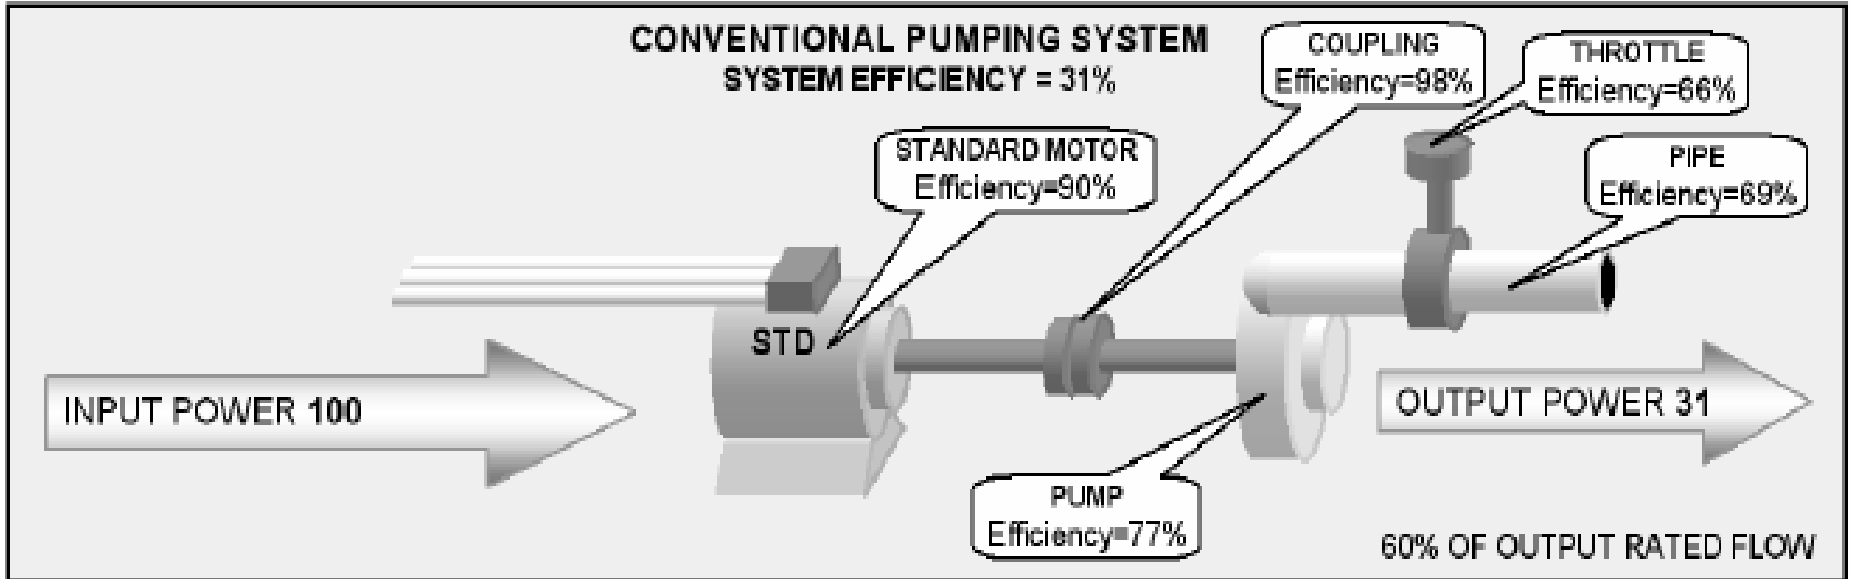 CONVENTIONAL PUMPING SYSTEM
SYSTEM EFFICIENCY = 31%
COUPLING
Efficiency=98%
THROTTLE
Efficiency=66%
STANDARD MOTOR
Efficiency=90%
PIPE
Efficiency=69%
STD
INPUT POWER 100
OUTPUT POWER 31
PUMP
Efficiency=77%
60% OF OUTPUT RATED FLOW